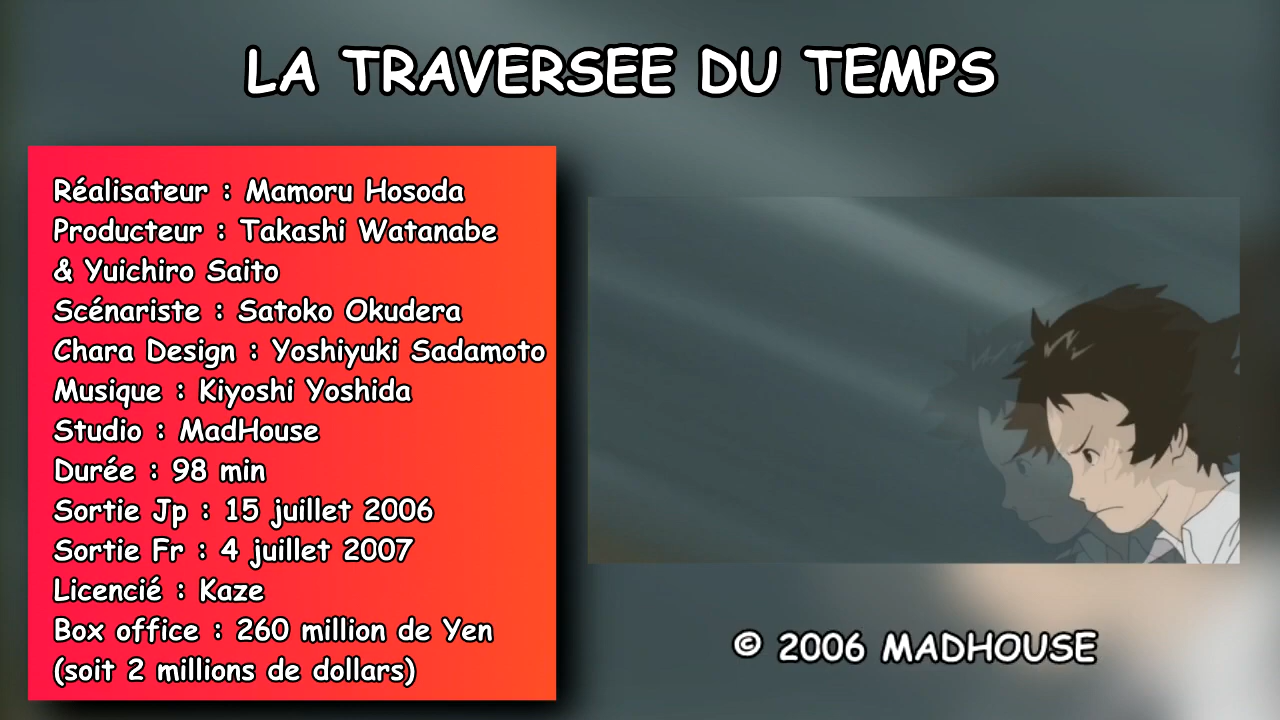 LA TRAVERSEE DU TEMPS
Réalisateur : Mamoru Hosoda
Producteur : Takashi Watanabe
& Yuichiro Saito
Scénariste : Satoko Okudera
Chara Design : Yoshiyuki Sadamoto
Musique : Kiyoshi Yoshida
Studio : MadHouse
Durée : 98 min
Sortie Jp : 15 juillet 2006
Sortie Fr : 4 juillet 2007
Licencié : Kaze
Box office : 260 million de Yen
(soit 2 millions de dollars)
© 2006 MADHOUSE